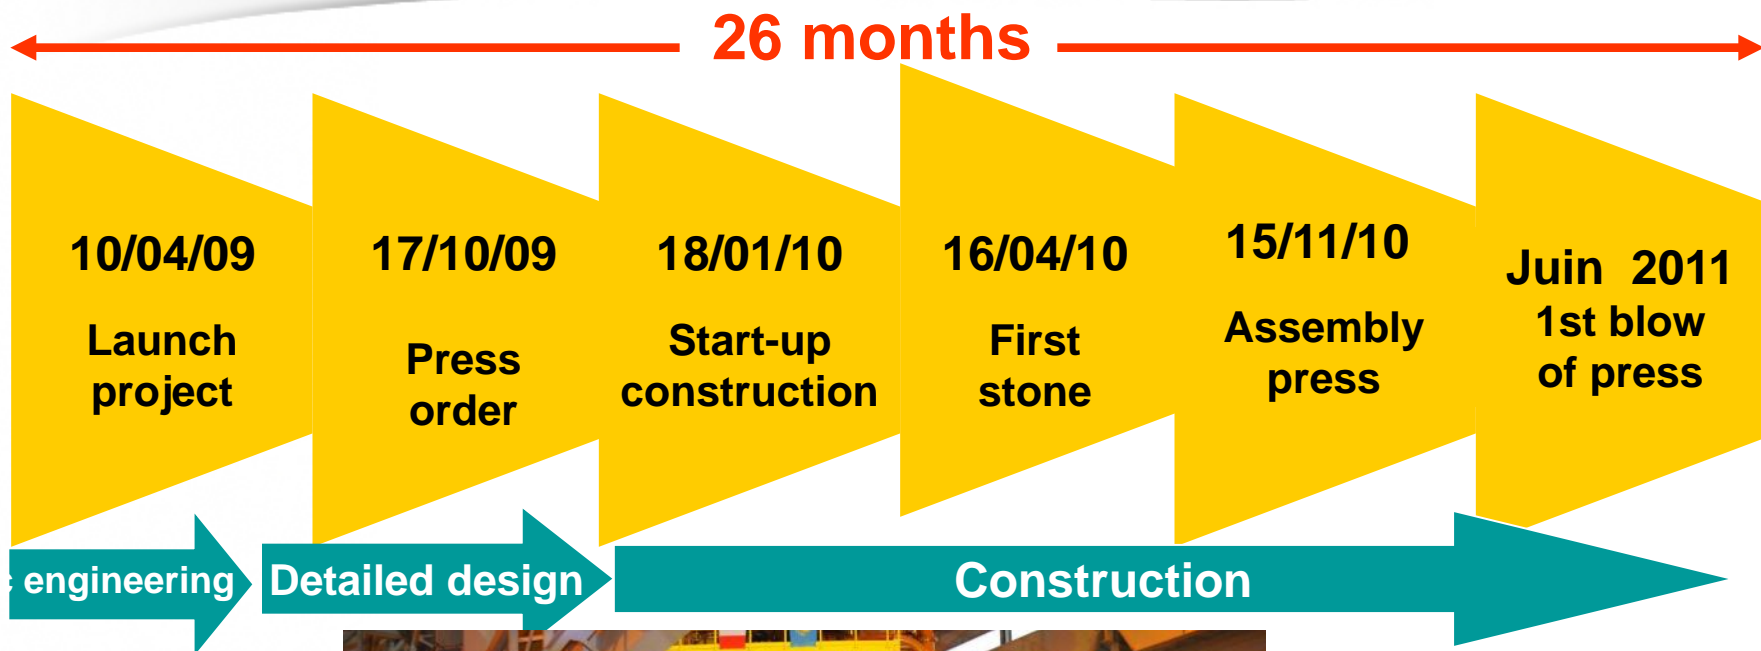 26 months
10/04/09
Launch
project
17/10/09
Press
order
18/01/10
Start-up
construction
16/04/10
First
stone
15/11/10
Assembly
press
Juin 2011
1st blow
of press
engineering
Detailed design
Construction